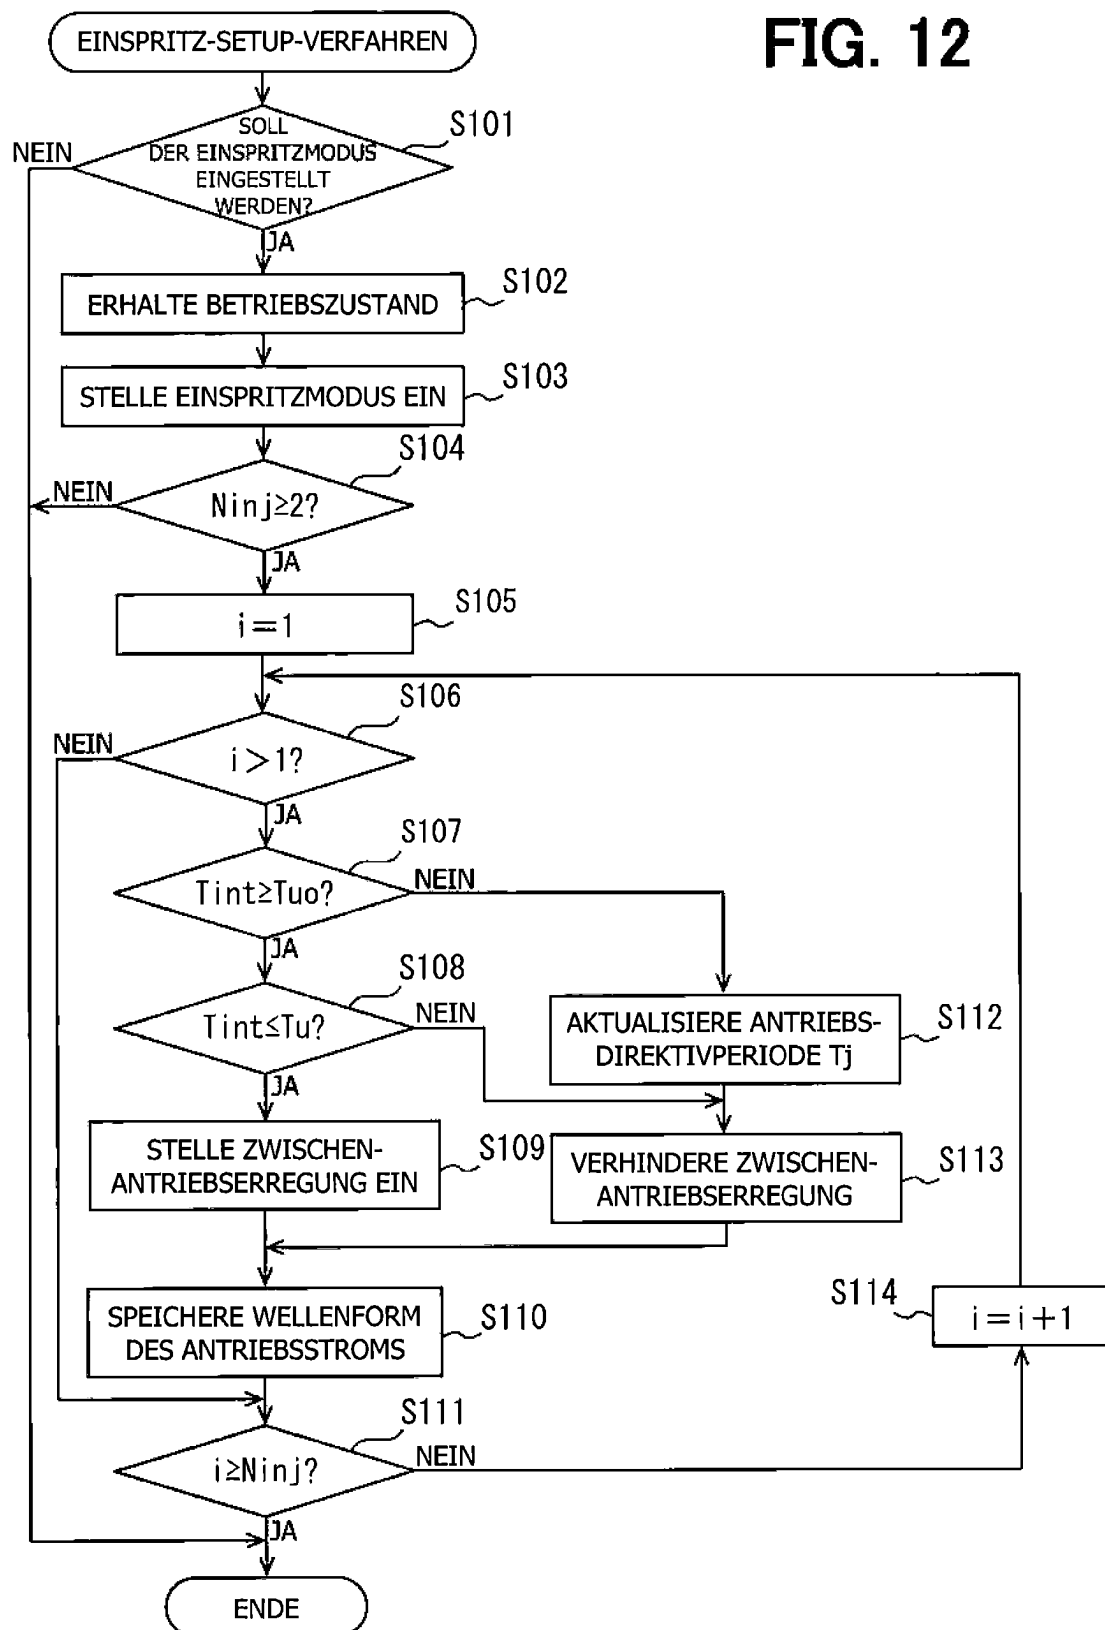 EINSPRITZ-SETUP-VERFAHREN
FIG. 12
S101
SOLL
DER EINSPRITZMODUS
EINGESTELLT
WERDEN?
NEIN
JA
S102
ERHALTE BETRIEBSZUSTAND
S103
STELLE EINSPRITZMODUS EIN
S104
NEIN
Ninj≥2?
JA
S105
i=1
S106
NEIN
i>1?
JA
S107
Tint≥Tuo?
NEIN
JA
S108
Tint≤Tu?
NEIN
JA
S112
AKTUALISIERE ANTRIEBS-
DIREKTIVPERIODE Tj
S109
STELLE ZWISCHEN-
ANTRIEBSERREGUNG EIN
S113
VERHINDERE ZWISCHEN-
ANTRIEBSERREGUNG
S110
SPEICHERE WELLENFORM
DES ANTRIEBSSTROMS
S114
i=i+1
S111
i≥Ninj?
NEIN
JA
ENDE